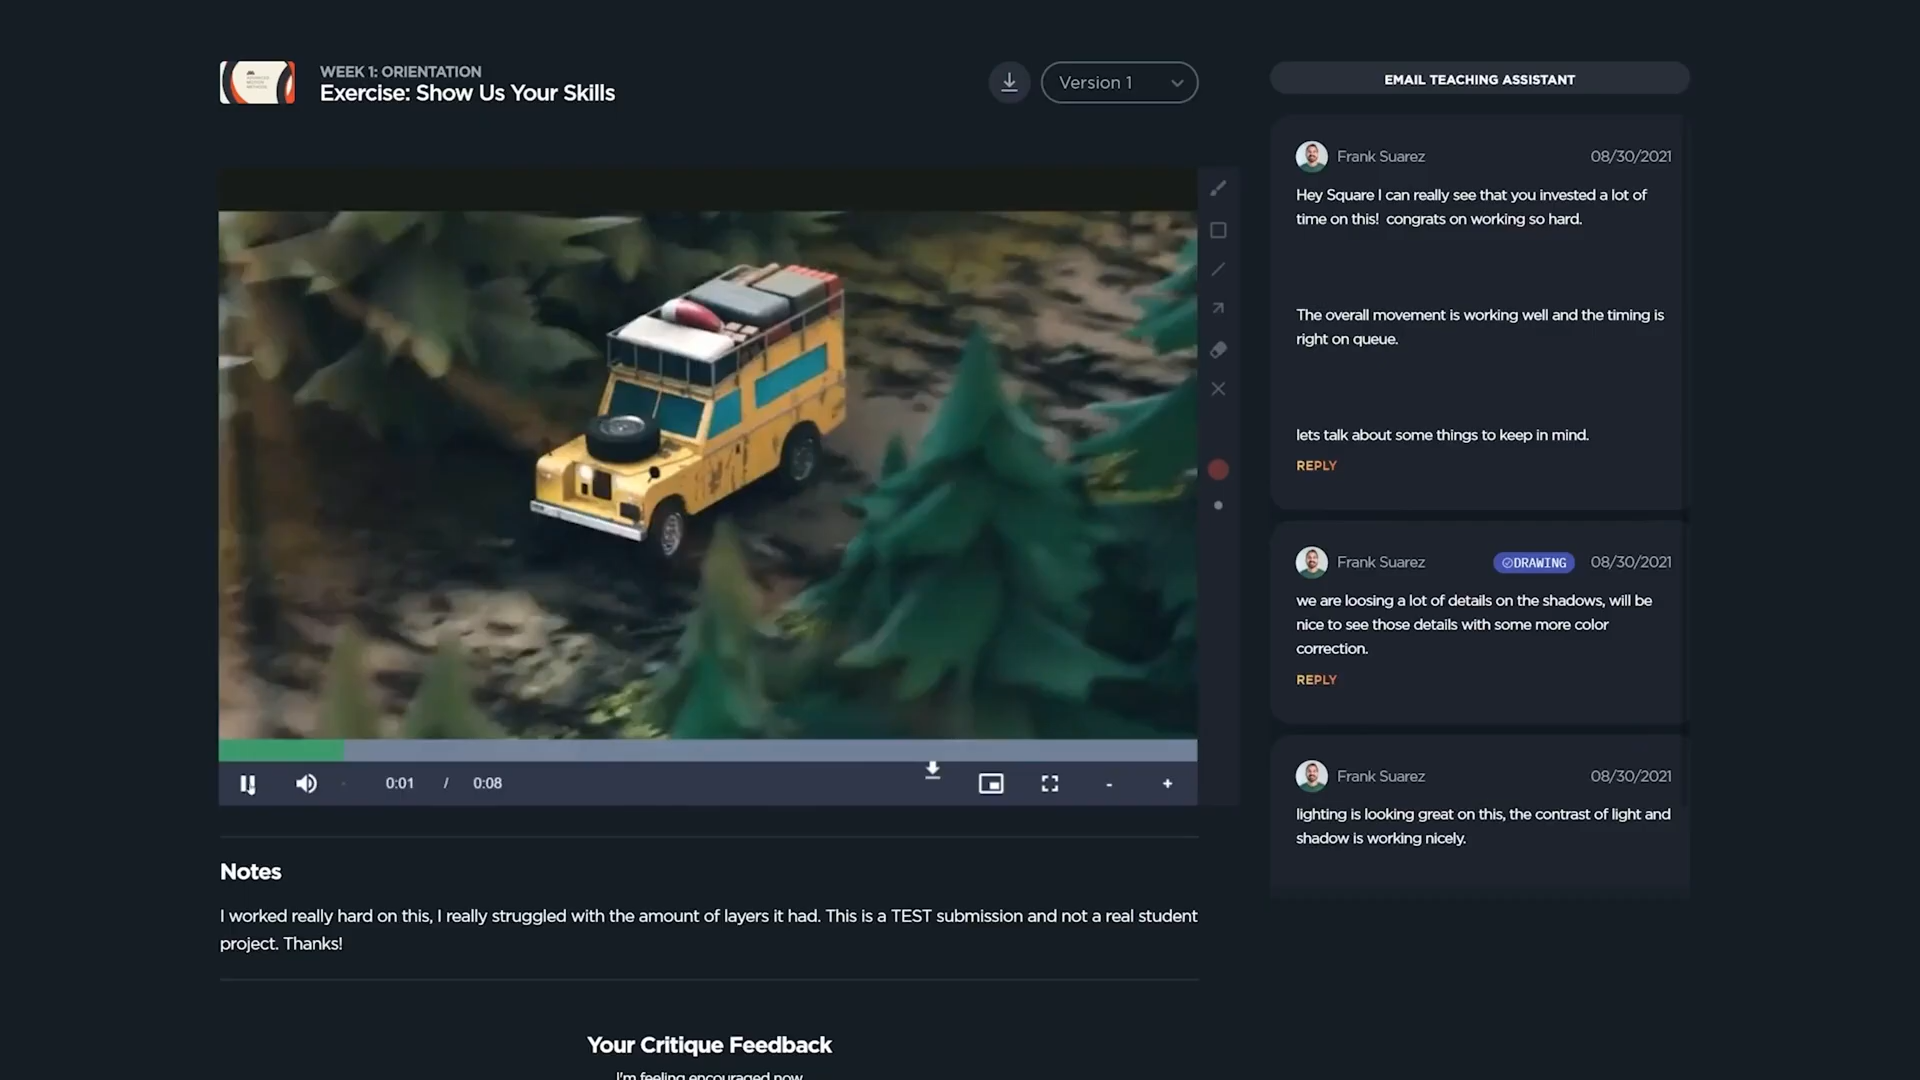 WEEK 1: ORIENTATION
Exercise: Show Us Your Skills
Version 1
EMAIL TEACHING ASSISTANT
Frank Suarez
08/30/2021
Hey Square I can really see that you invested a lot of
time on this!  congrats on working so hard.
The overall movement is working well and the timing is
right on queue.
lets talk about some things to keep in mind.
REPLY
Frank Suarez
DRAWING
08/30/2021
we are loosing a lot of details on the shadows, will be
nice to see those details with some more color
correction.
REPLY
Frank Suarez
08/30/2021
lighting is looking great on this, the contrast of light and
shadow is working nicely.
0:01 / 0:08
- +
Notes
I worked really hard on this, I really struggled with the amount of layers it had. This is a TEST submission and not a real student
project. Thanks!
Your Critique Feedback
I'm feeling encouraged now